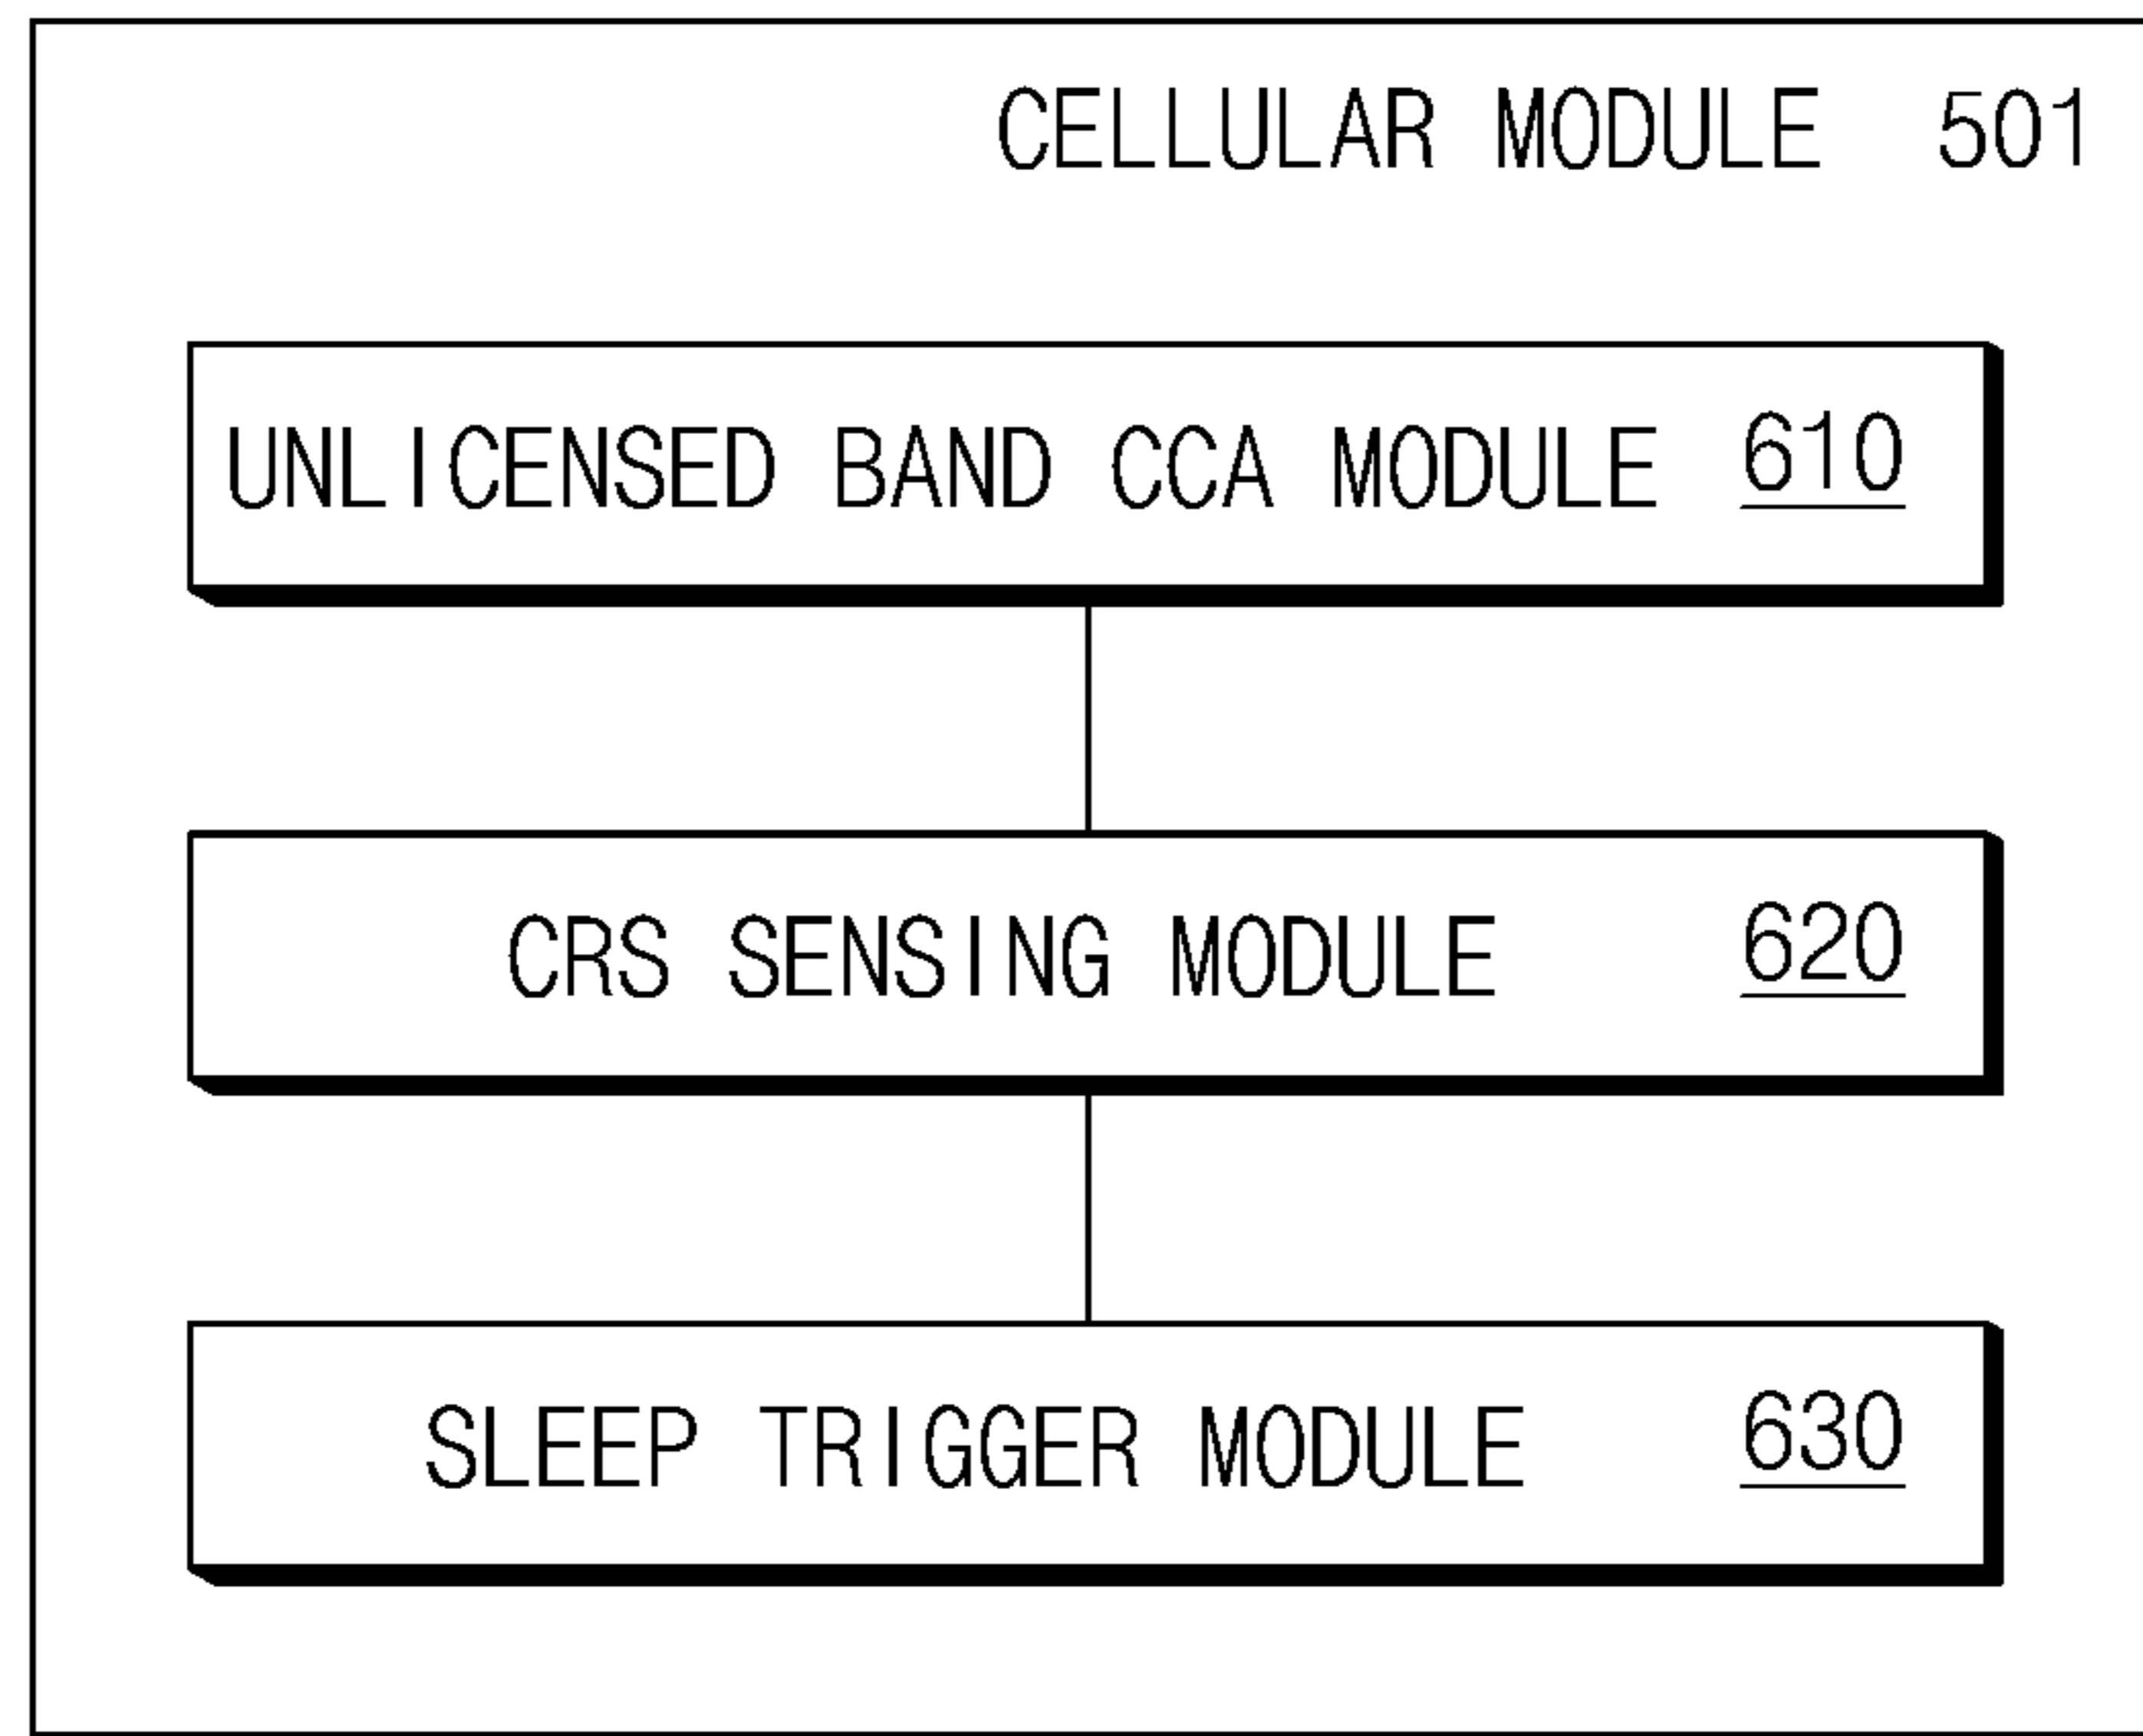 CELLULAR MODULE 501
UNLICENSED BAND CCA MODULE 610
CRS SENSING MODULE 620
SLEEP TRIGGER MODULE 630